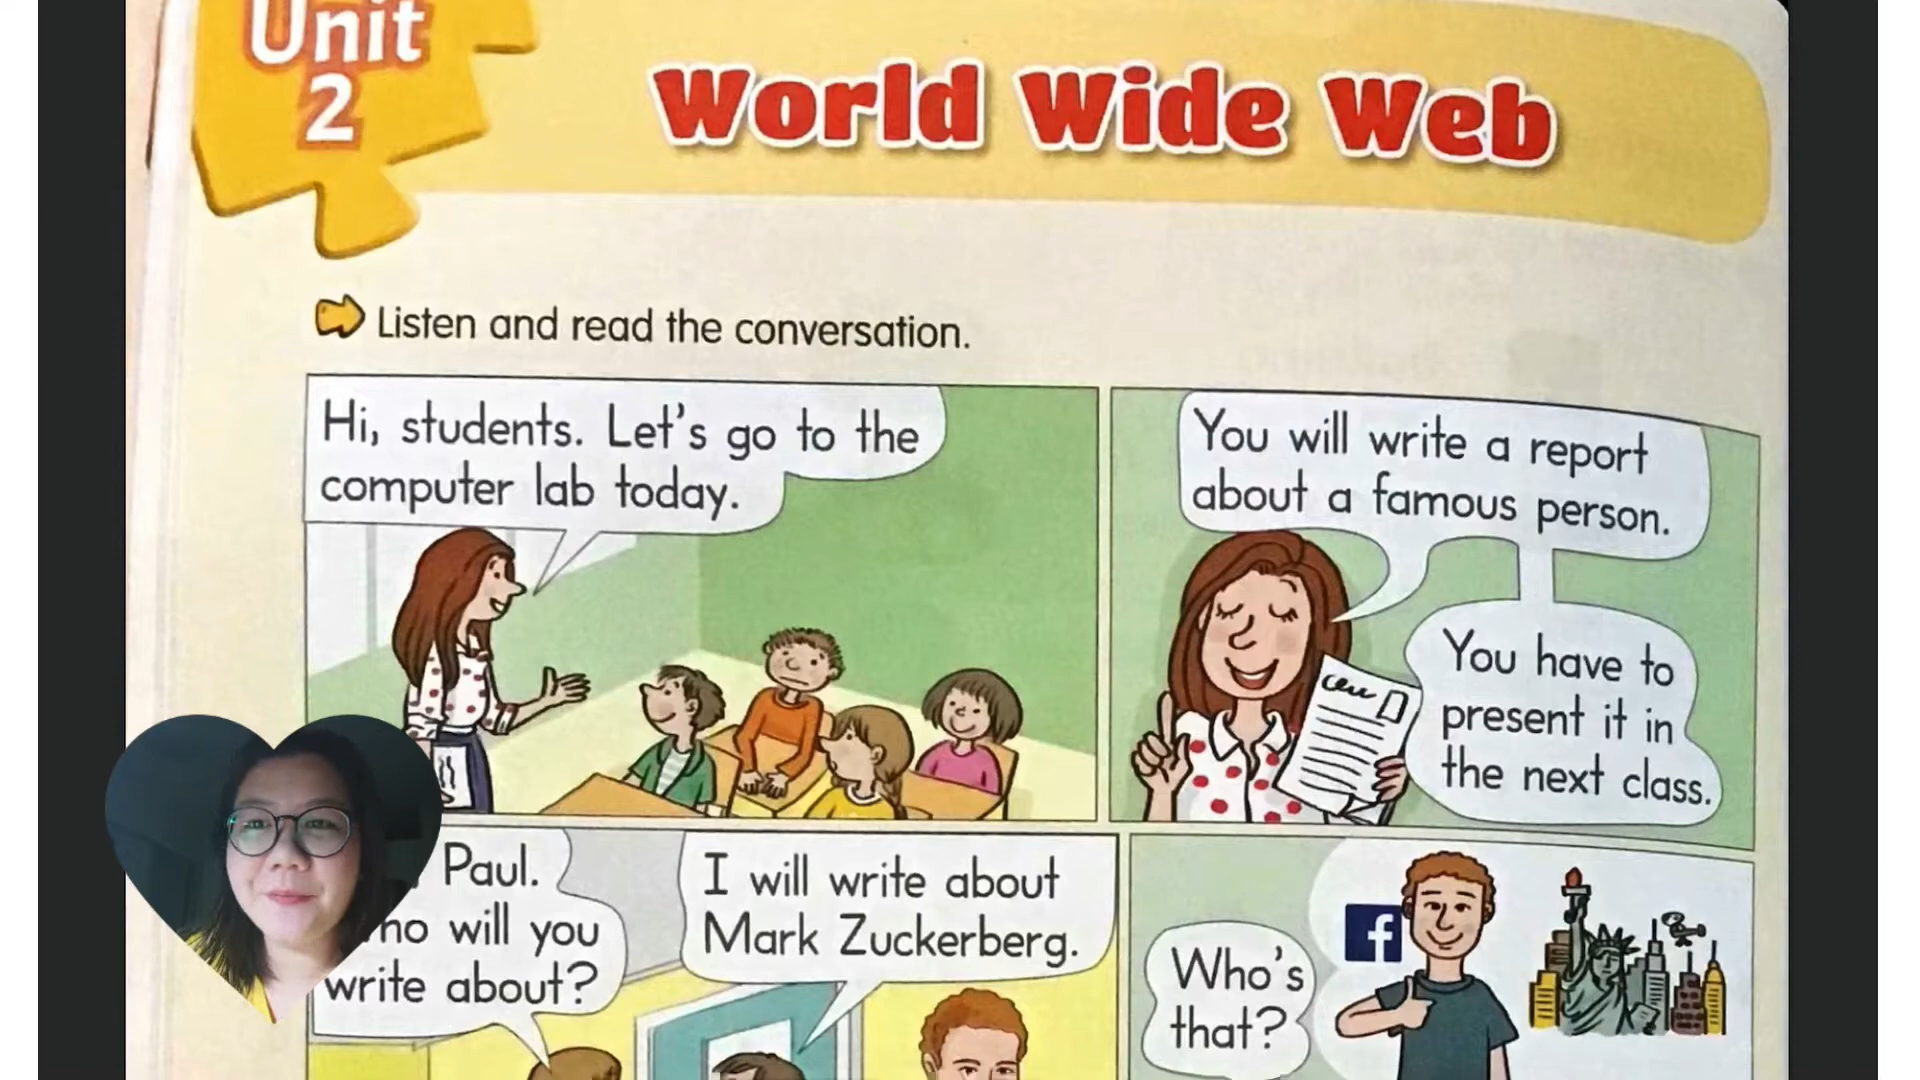 Unit
2
World Wide Web
Listen and read the conversation.
Hi, students. Let's go to the
computer lab today.
You will write a report
about a famous person.
You have to
present it in
the next class.
Paul.
will you
write about?
I will write about
Mark Zuckerberg.
Who's
that?
f